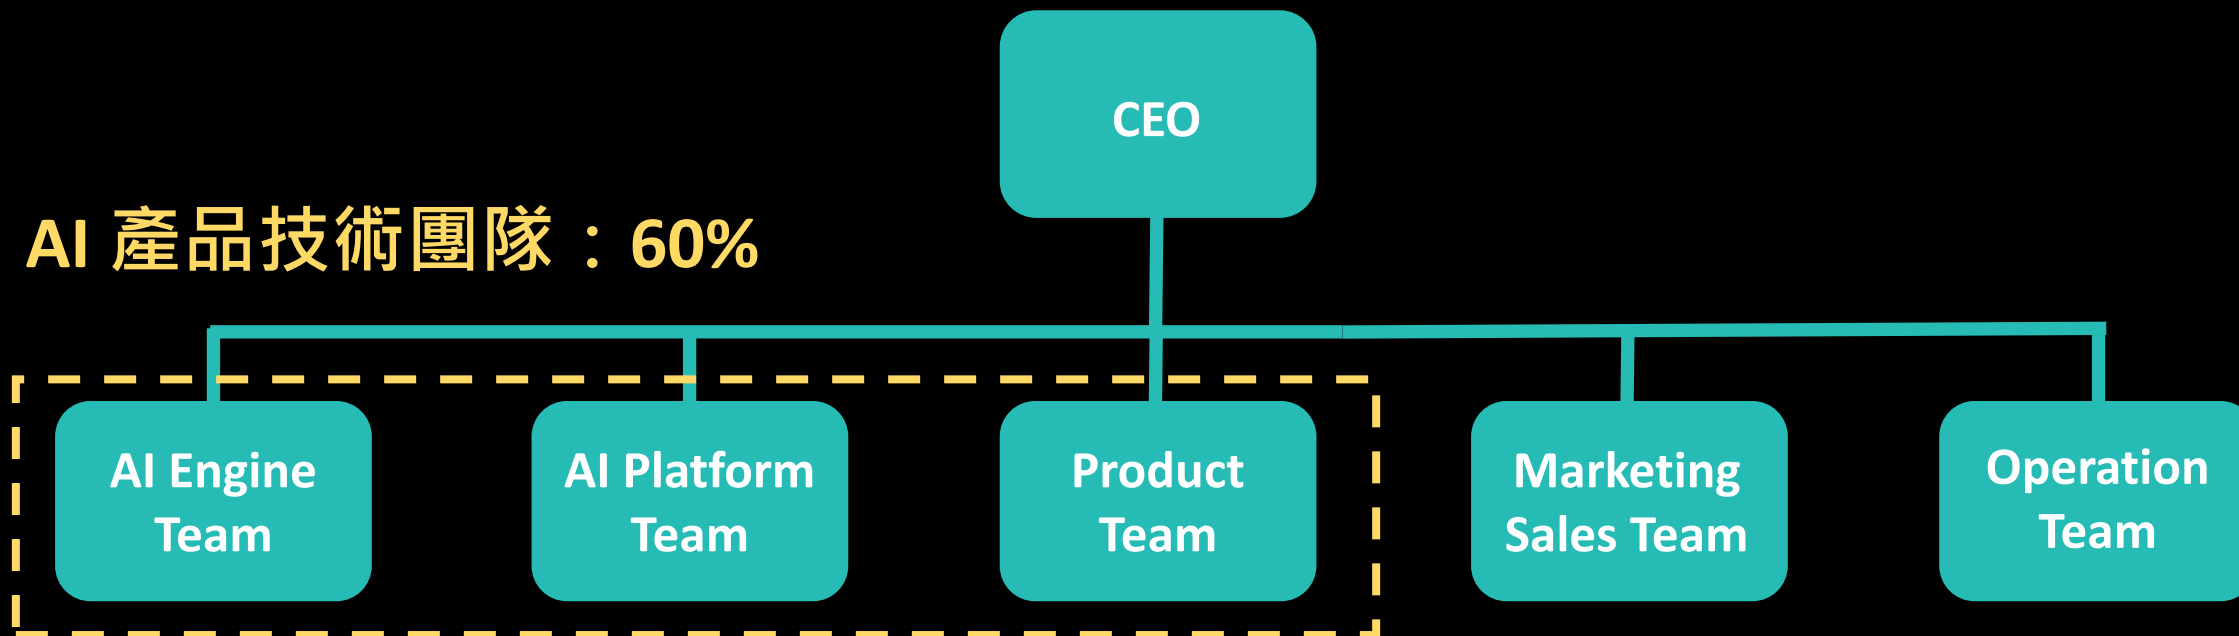 CEO
AI 產品技術團隊：60%
AI Engine
Team
AI Platform
Team
Product
Team
Marketing
Sales Team
Operation
Team